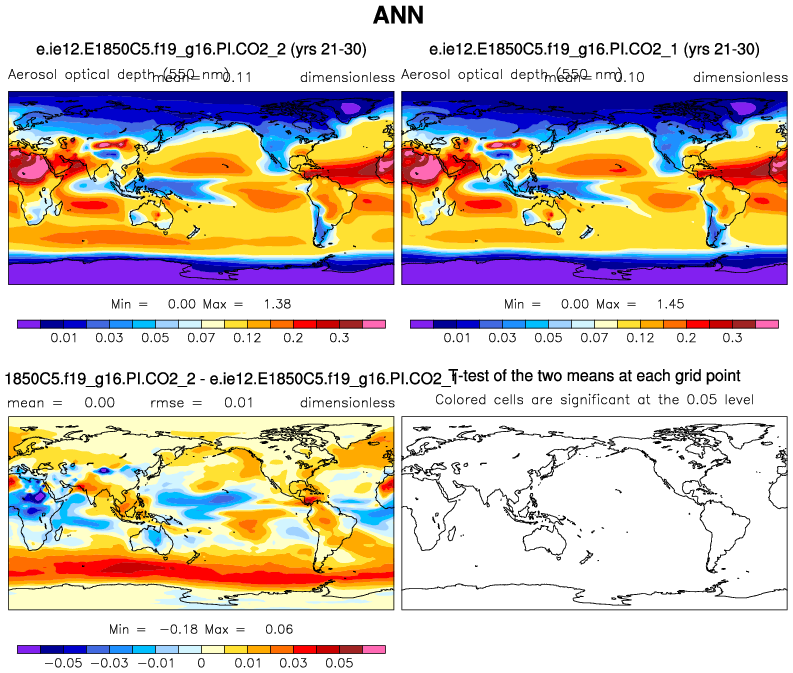 ANN
e.ie12.E1850C5.f19_g16.PI.CO2_2 (yrs 21-30)
Aerosol optical depth (550 nm) mean= 0.11 dimensionless
Min = 0.00 Max = 1.38
0.01 0.03 0.05 0.07 0.12 0.2 0.3
e.ie12.E1850C5.f19_g16.PI.CO2_1 (yrs 21-30)
Aerosol optical depth (550 nm) mean= 0.10 dimensionless
Min = 0.00 Max = 1.45
0.01 0.03 0.05 0.07 0.12 0.2 0.3
1850C5.f19_g16.PI.CO2_2 - e.ie12.E1850C5.f19_g16.PI.CO2_1
mean = 0.00 rmse = 0.01 dimensionless
Min = −0.18 Max = 0.06
−0.05 −0.03 −0.01 0 0.01 0.03 0.05
T-test of the two means at each grid point
Colored cells are significant at the 0.05 level